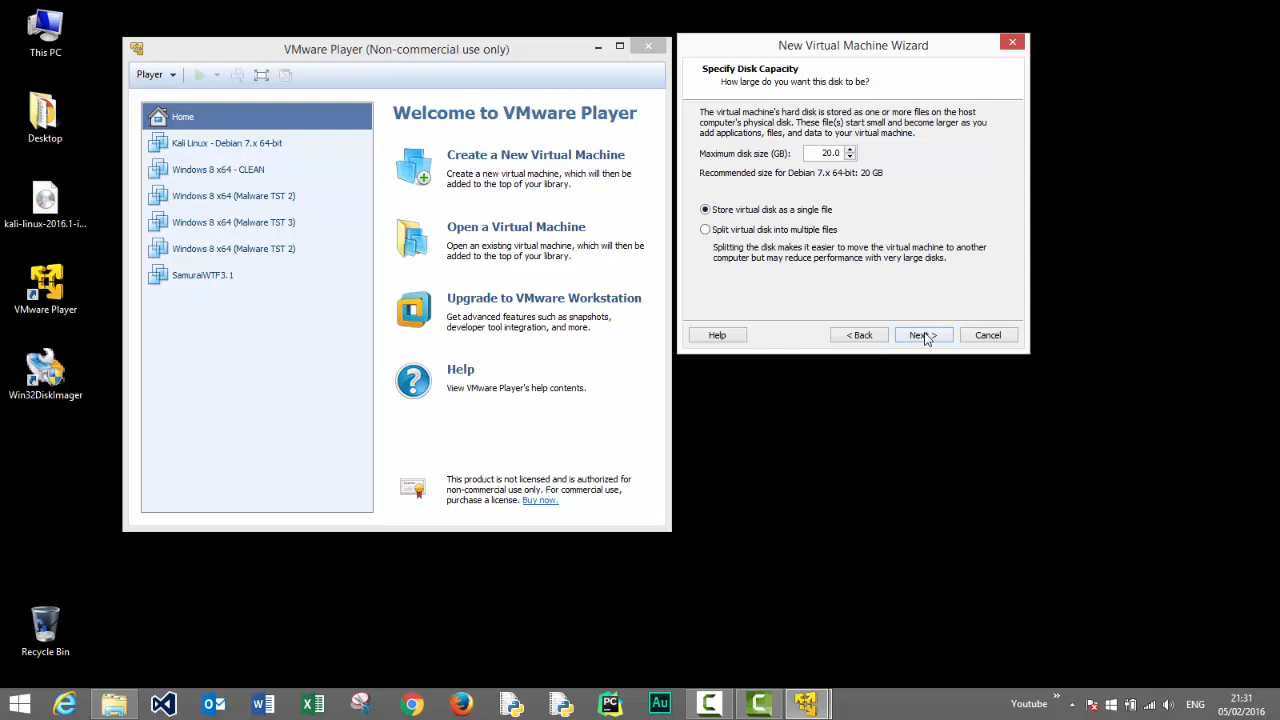 This PC
Desktop
kali-linux-2016.1-i...
VMware Player
Win32DiskImager
Recycle Bin
VMware Player (Non-commercial use only)
Player
Home
Kali Linux - Debian 7.x 64-bit
Windows 8 x64 - CLEAN
Windows 8 x64 (Malware TST 2)
Windows 8 x64 (Malware TST 3)
Windows 8 x64 (Malware TST 2)
SamuraiWTF3.1
Welcome to VMware Player
Create a New Virtual Machine
Create a new virtual machine, which will then be
added to the top of your library.
Open a Virtual Machine
Open an existing virtual machine, which will then be
added to the top of your library.
Upgrade to VMware Workstation
Get advanced features such as snapshots,
developer tool integration, and more.
Help
View VMware Player's help contents.
This product is not licensed and is authorized for
non-commercial use only. For commercial use,
purchase a license. Buy now.
New Virtual Machine Wizard
Specify Disk Capacity
How large do you want this disk to be?
The virtual machine's hard disk is stored as one or more files on the host
computer's physical disk. These file(s) start small and become larger as you
add applications, files, and data to your virtual machine.
Maximum disk size (GB): 20.0
Recommended size for Debian 7.x 64-bit: 20 GB
Store virtual disk as a single file
Split virtual disk into multiple files
Splitting the disk makes it easier to move the virtual machine to another
computer but may reduce performance with very large disks.
Help
< Back
Next >
Cancel
PC
Au
Youtube
ENG
21:31
05/02/2016